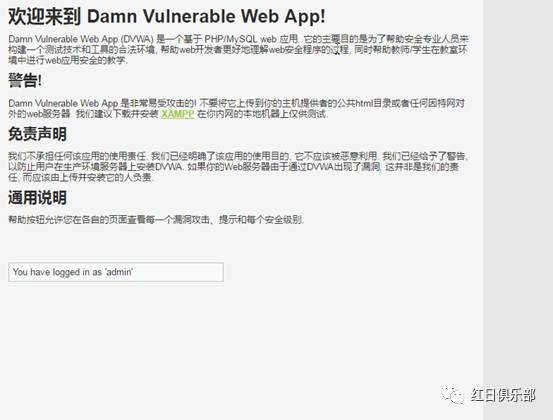 欢迎来到 Damn Vulnerable Web App!
Damn Vulnerable Web App (DVWA) 是一个基于 PHP/MySQL web 应用. 它的主要目的是为了帮助安全专业人员来
构建一个测试技术和工具的合法环境, 帮助web开发者更好地理解web安全程序的过程, 同时帮助教师/学生在教室环
境中进行web应用安全的教学.
警告!
Damn Vulnerable Web App 是非常易受攻击的! 不要将它上传到你的主机提供者的公共html目录或者任何因特网对
外的web服务器. 我们建议下载并安装 XAMPP 在你内网的本地机器上仅供测试.
免责声明
我们不承担任何该应用的使用责任. 我们已经明确了该应用的使用目的, 它不应该被恶意利用. 我们已经给予了警告,
以防止用户在生产环境服务器上安装DVWA. 如果你的Web服务器由于通过DVWA出现了漏洞, 这并非是我们的责
任, 而应该由上传并安装它的人负责.
通用说明
帮助按钮允许您在各自的页面查看每一个漏洞攻击、提示和每个安全级别.
You have logged in as 'admin'
红日俱乐部